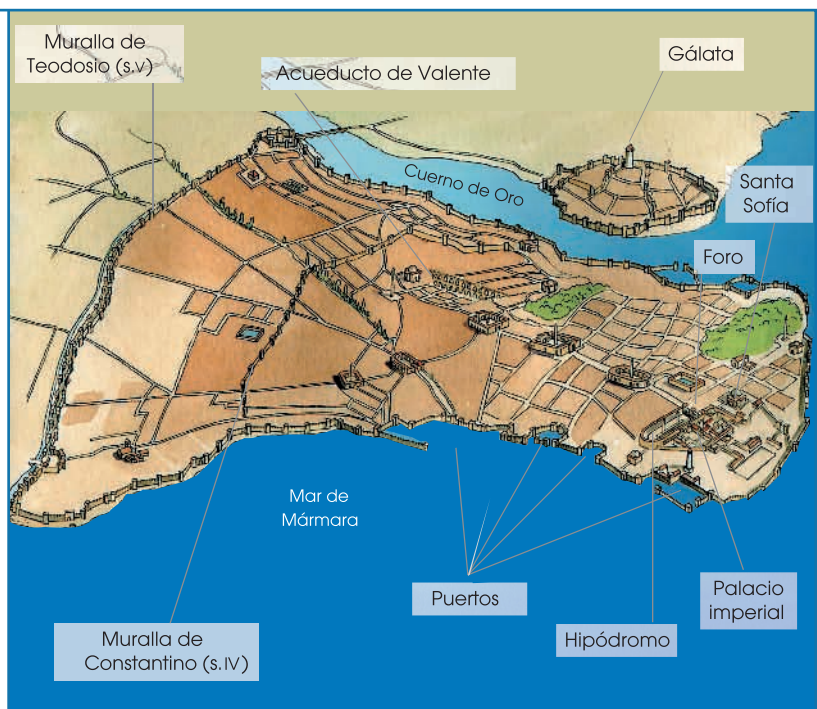 Muralla de
Teodosio (s.V)
Acueducto de Valente
Gálata
Cuerno de Oro
Santa
Sofía
Foro
Mar de
Mármara
Puertos
Palacio
imperial
Hipódromo
Muralla de
Constantino (s.IV)